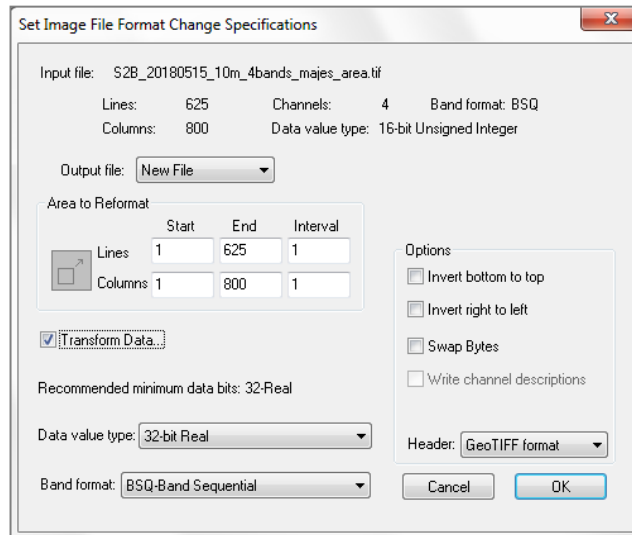 Set Image File Format Change Specifications
Input file: S2B_20180515_10m_4bands_majes_area.tif
Lines: 625 Channels: 4 Band format: BSQ
Columns: 800 Data value type: 16-bit Unsigned Integer
Output file: New File
Area to Reformat
Start End Interval
Lines 1 625 1
Columns 1 800 1
Transform Data...
Recommended minimum data bits: 32-Real
Data value type: 32-bit Real
Band format: BSQ-Band Sequential
Options
Invert bottom to top
Invert right to left
Swap Bytes
Write channel descriptions
Header: GeoTIFF format
Cancel OK